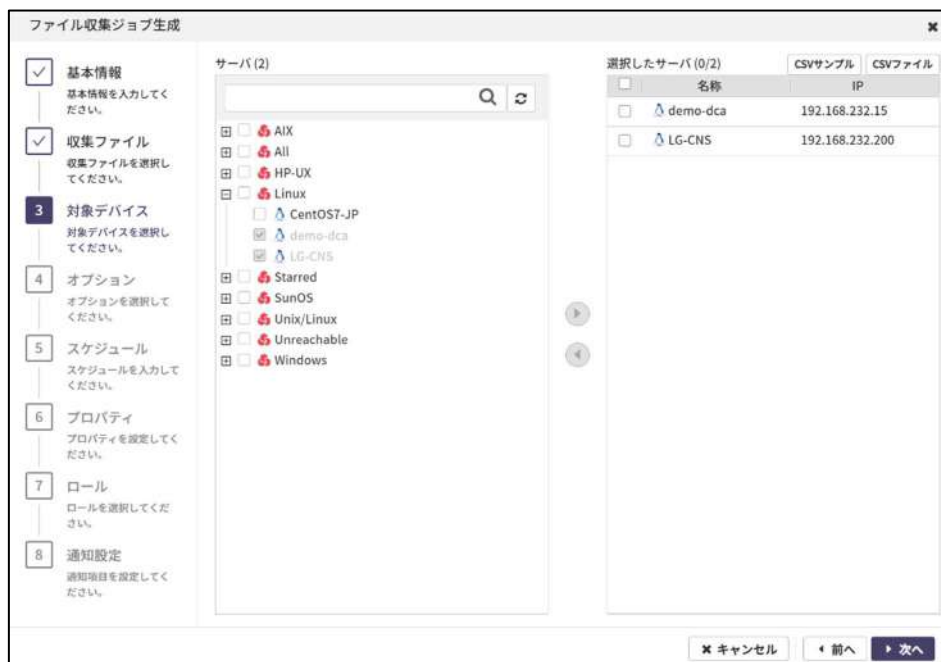 ファイル収集ジョブ生成
基本情報
基本情報を入力してく
ださい。
収集ファイル
収集ファイルを選択し
てください。
3 対象デバイス
対象デバイスを選択し
てください。
4 オプション
オプションを選択して
ください。
5 スケジュール
スケジュールを入力して
ください。
6 プロパティ
プロパティを設定してく
ださい。
7 ロール
ロールを選択してくだ
さい。
8 通知設定
通知項目を設定してく
ださい。
サーバ (2)
AIX
All
HP-UX
Linux
CentOS7-JP
demo-dca
LG-CNS
Starred
SunOS
Unix/Linux
Unreachable
Windows
選択したサーバ (0/2) CSVサンプル CSVファイル
名称 IP
demo-dca 192.168.232.15
LG-CNS 192.168.232.200
キャンセル 前へ 次へ